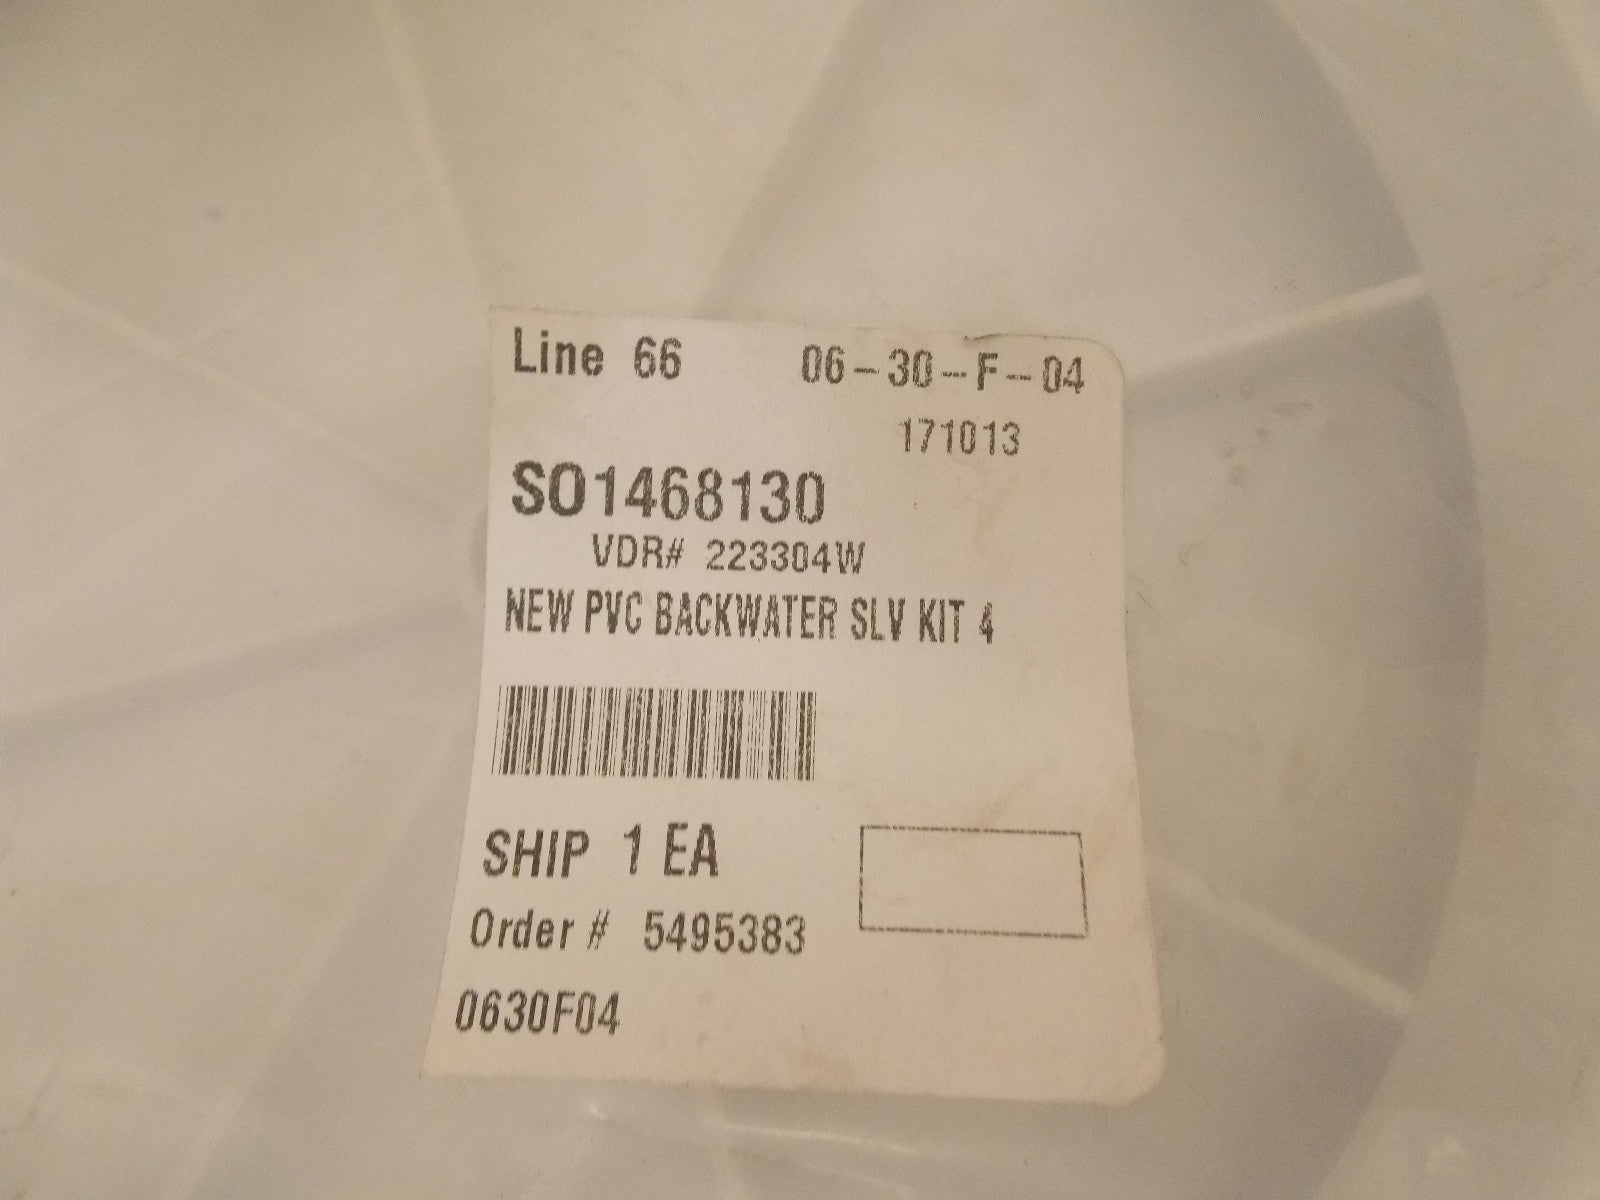 Line 66 06-30-F-04
171013
SO1468130
VDR# 223304W
NEW PVC BACKWATER SLV KIT 4
SHIP 1 EA
Order # 5495383
0630F04